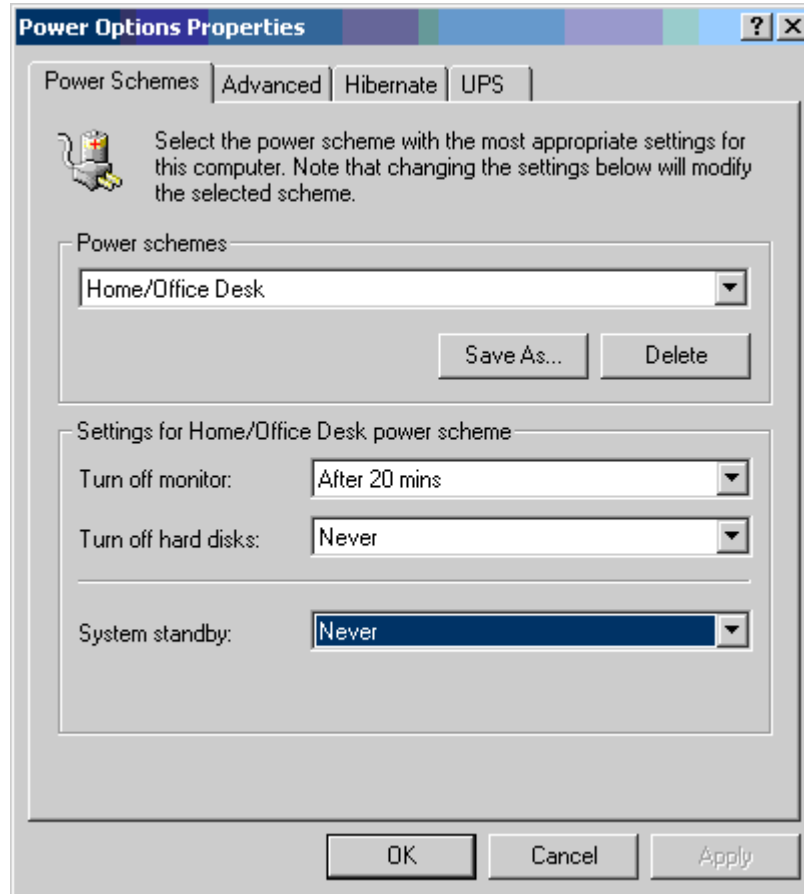 Power Options Properties
Power Schemes Advanced Hibernate UPS
Select the power scheme with the most appropriate settings for
this computer. Note that changing the settings below will modify
the selected scheme.
Power schemes
Home/Office Desk
Save As... Delete
Settings for Home/Office Desk power scheme
Turn off monitor: After 20 mins
Turn off hard disks: Never
System standby: Never
OK Cancel Apply